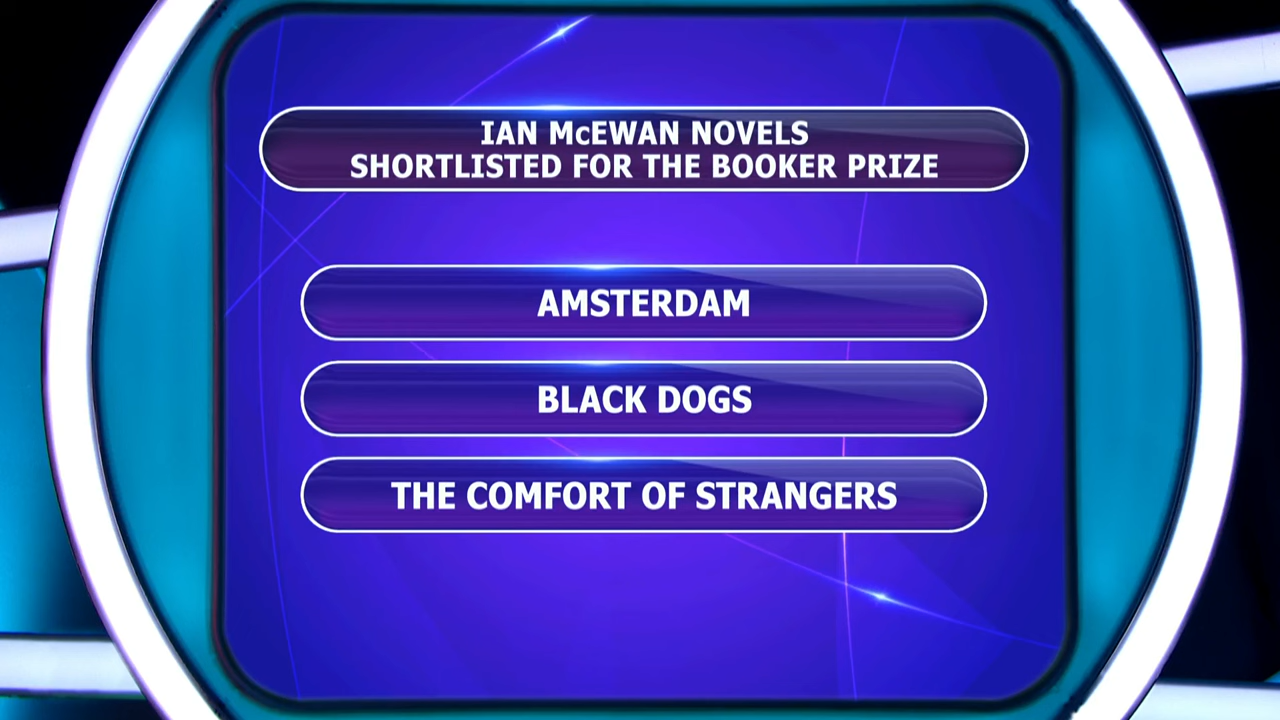 IAN McEWAN NOVELS
SHORTLISTED FOR THE BOOKER PRIZE
AMSTERDAM
BLACK DOGS
THE COMFORT OF STRANGERS